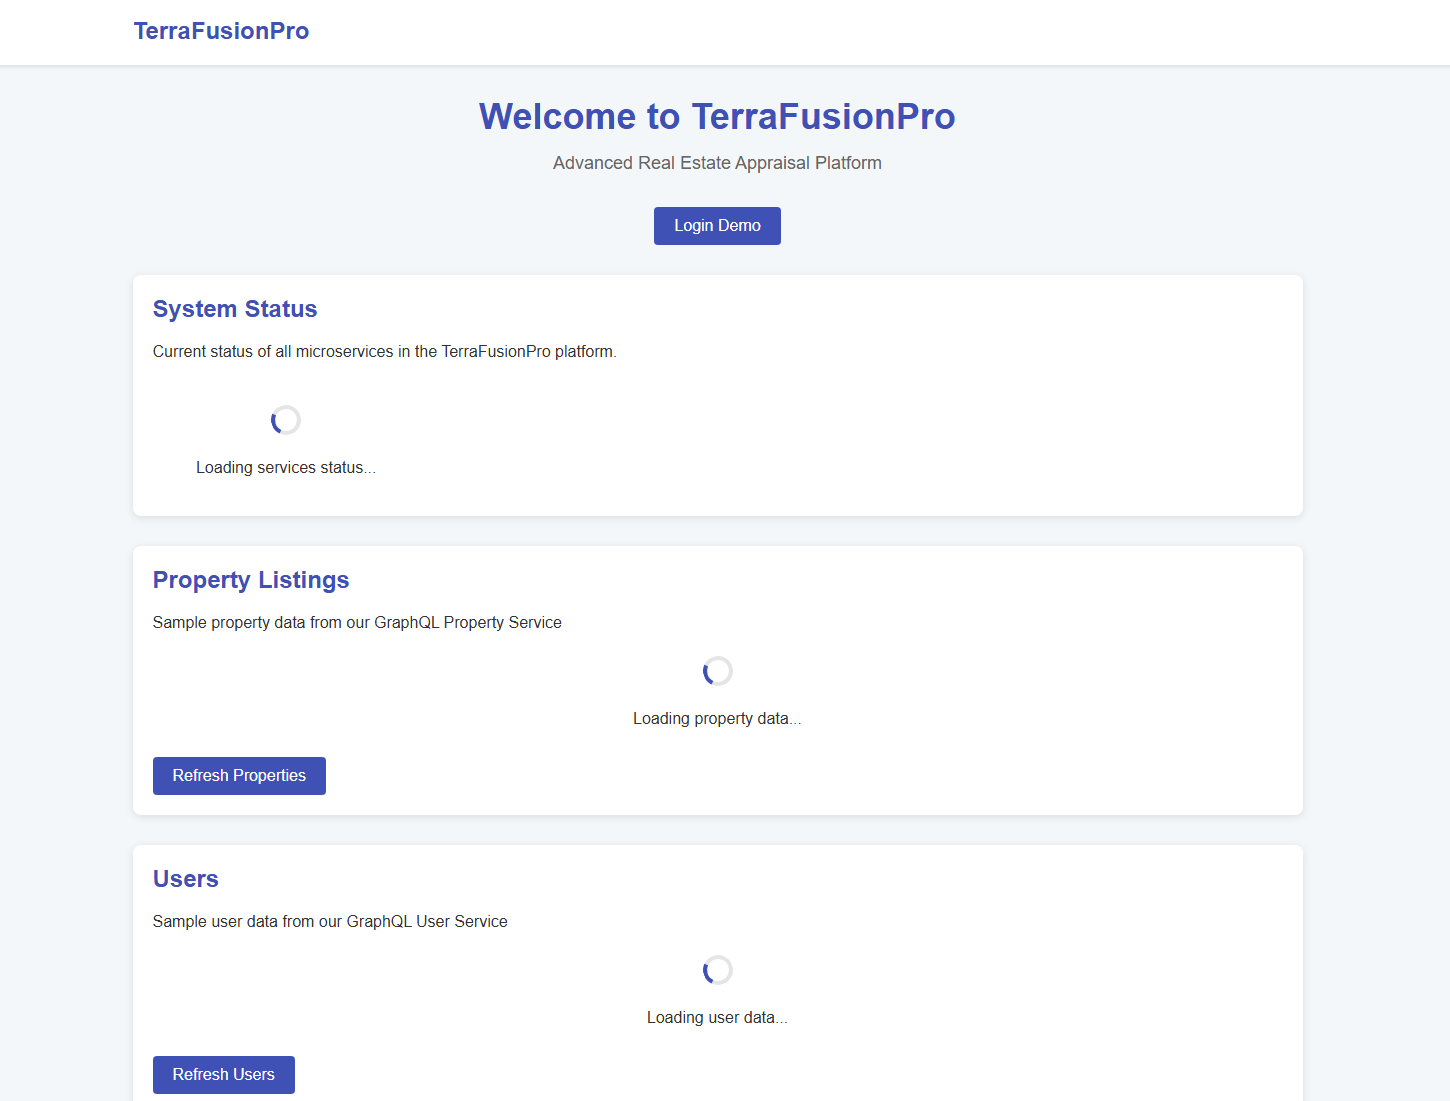 TerraFusionPro
Welcome to TerraFusionPro
Advanced Real Estate Appraisal Platform
Login Demo
System Status
Current status of all microservices in the TerraFusionPro platform.
Loading services status...
Property Listings
Sample property data from our GraphQL Property Service
Loading property data...
Refresh Properties
Users
Sample user data from our GraphQL User Service
Loading user data...
Refresh Users